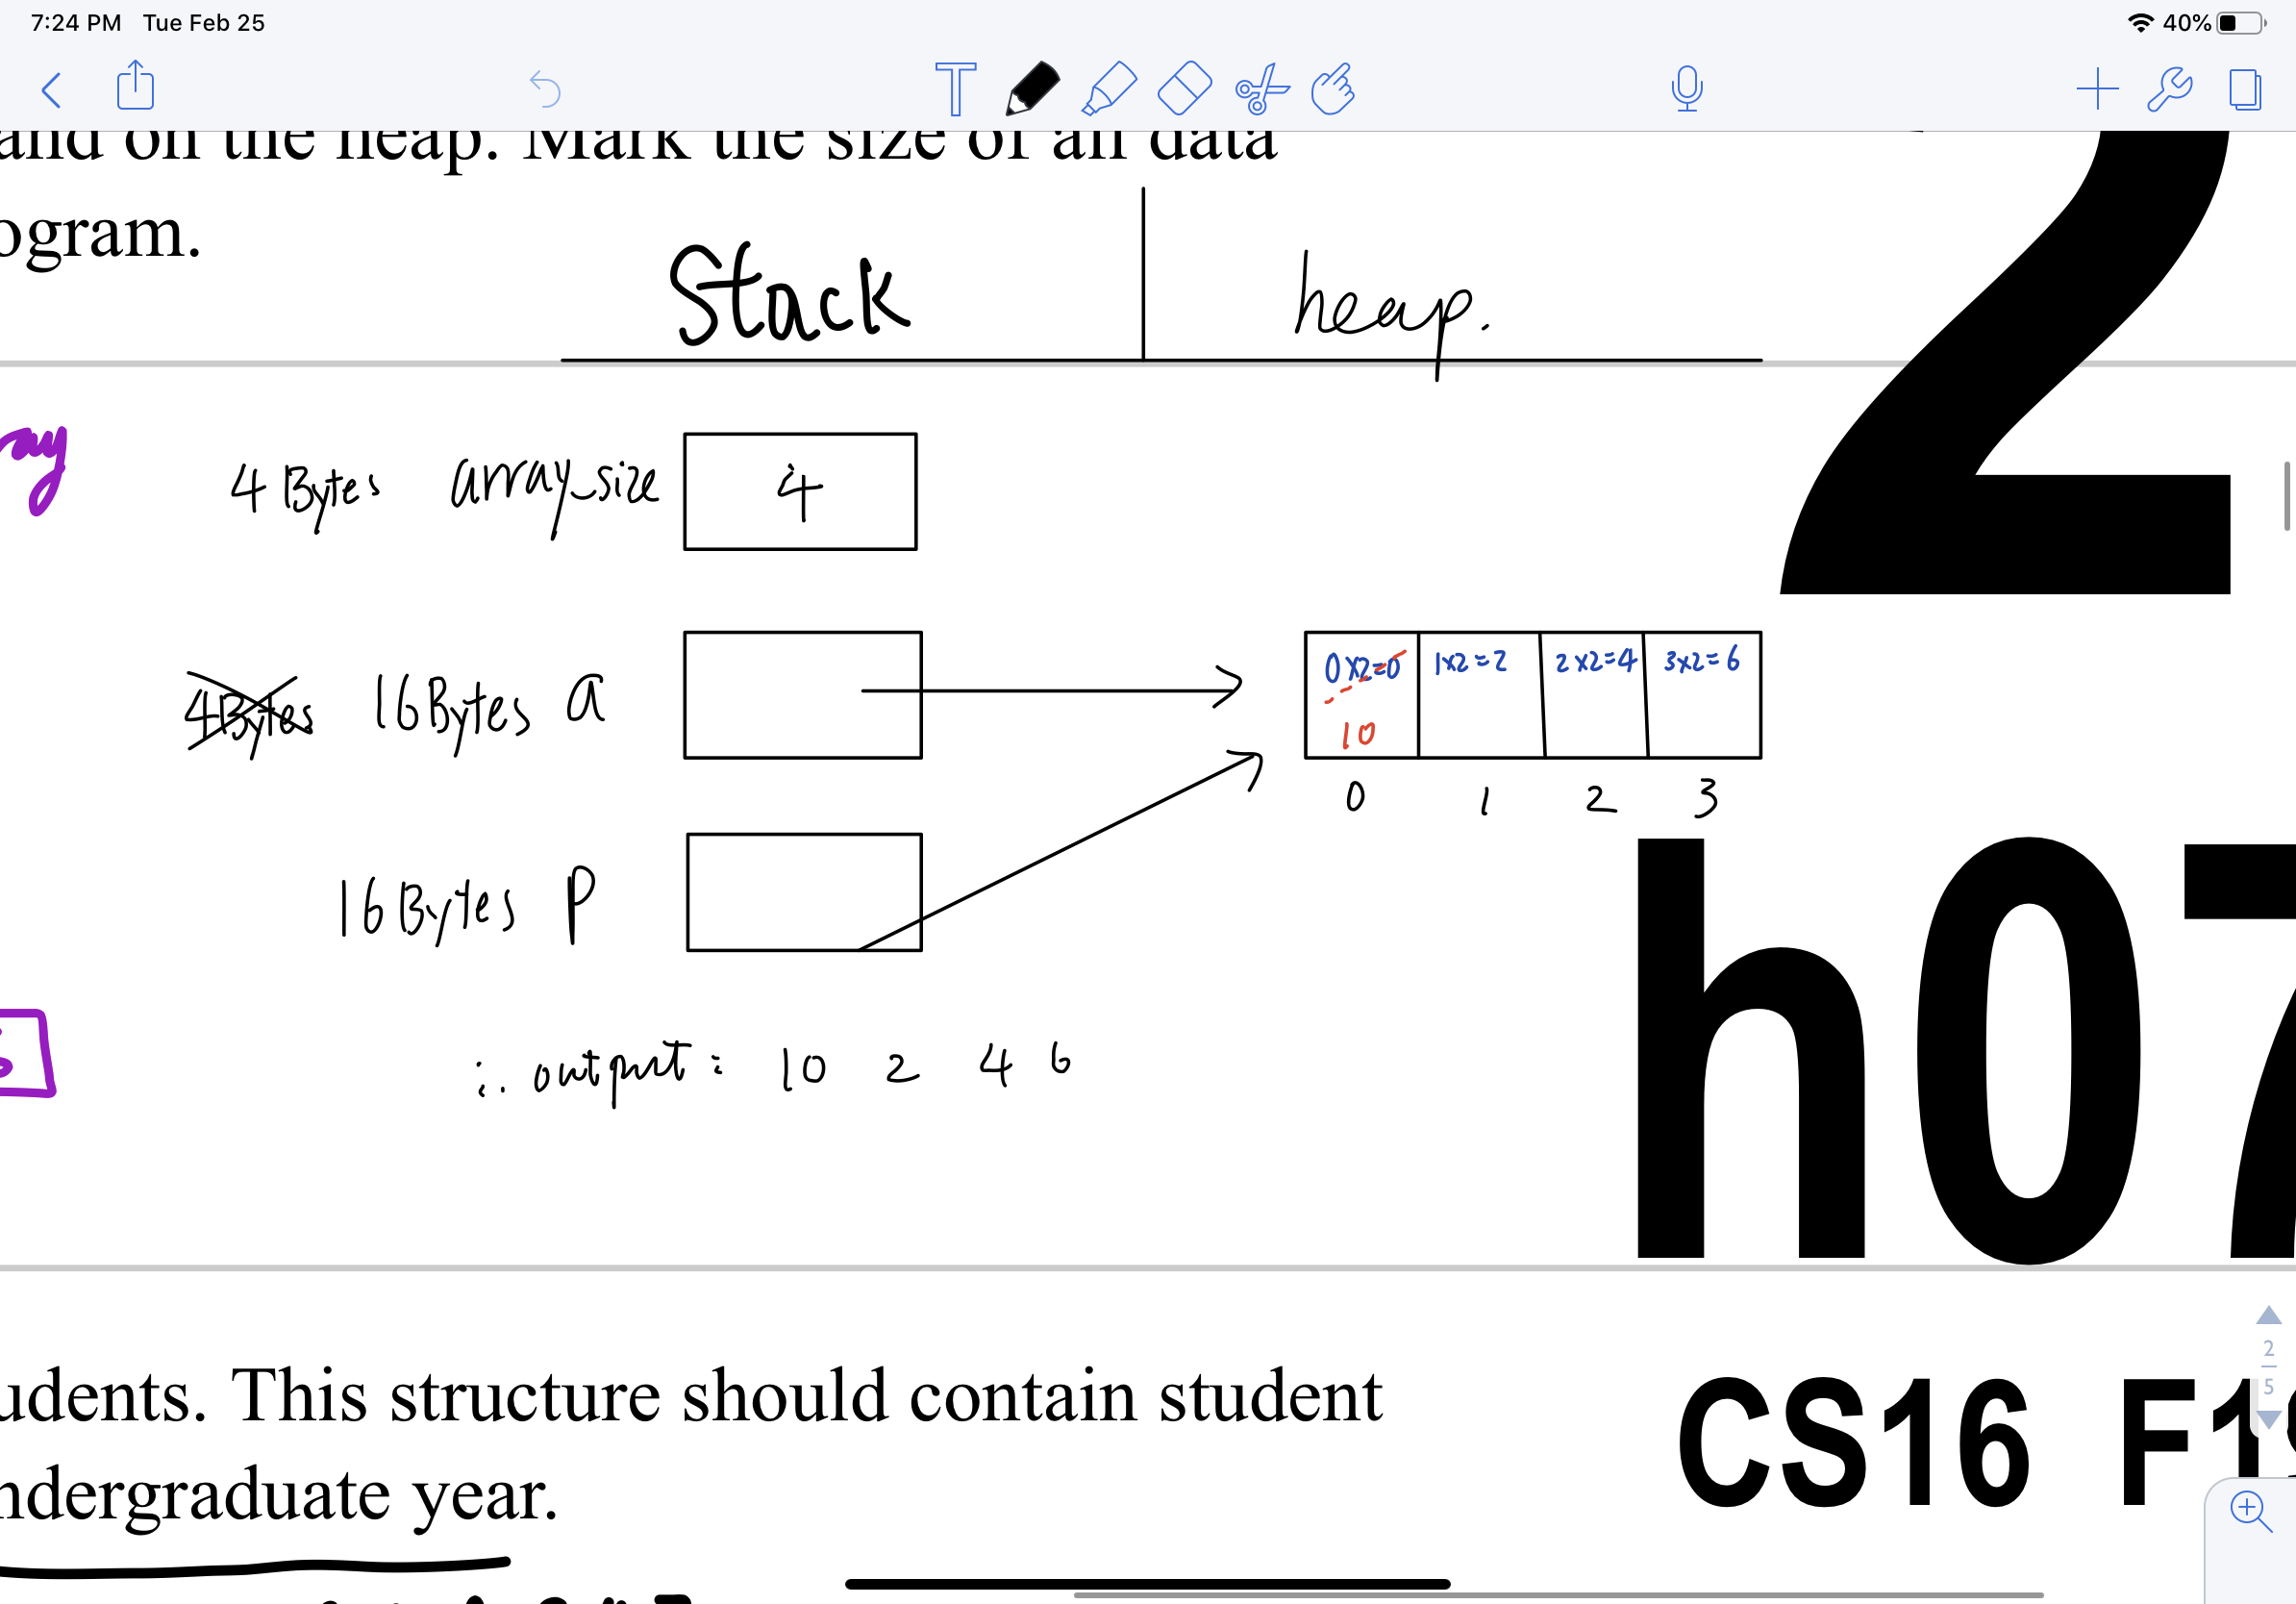 7:24 PM Tue Feb 25
40%
and on the heap. Mark the size of all data
ogram.
Stack
heap.
2
ray
4 Bytes array_size 4
4Bytes 16Bytes a
0x2=0 1x2=2 2x2=4 3x2=6
10
0 1 2 3
16Bytes P
h07
s
∴ output: 10 2 4 6
2
5
udents. This structure should contain student
ndergraduate year.
CS16 F1